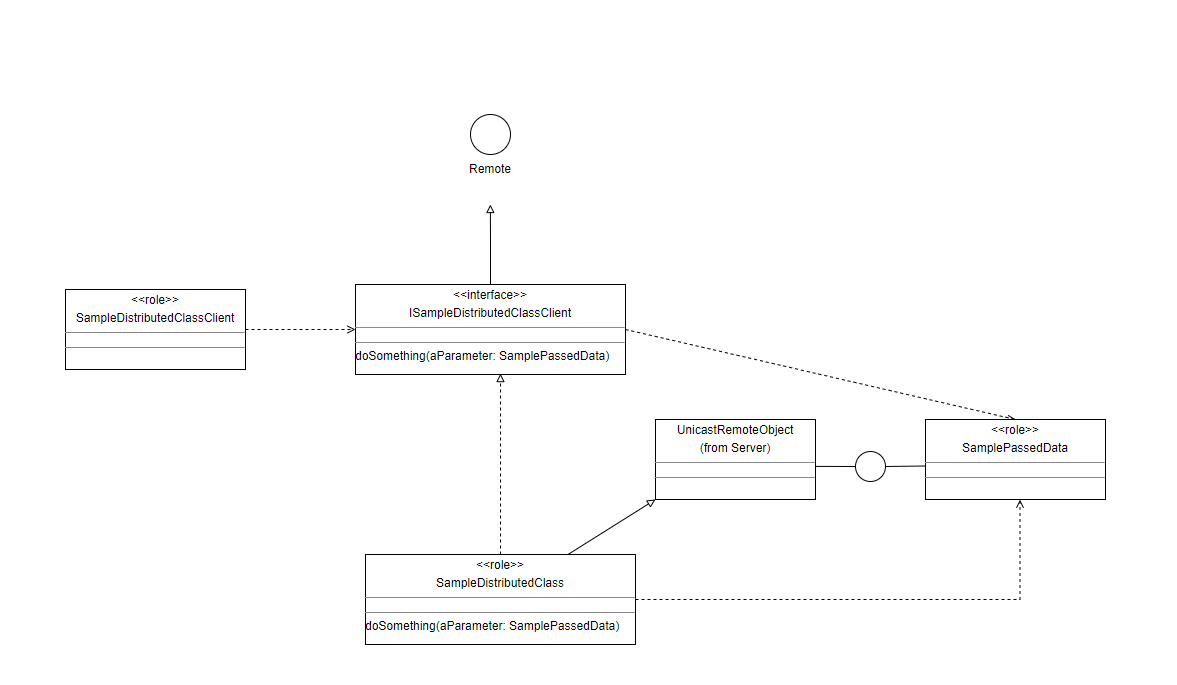 Remote
<<role>>
SampleDistributedClassClient
<<interface>>
ISampleDistributedClassClient
doSomething(aParameter: SamplePassedData)
UnicastRemoteObject
(from Server)
<<role>>
SamplePassedData
<<role>>
SampleDistributedClass
doSomething(aParameter: SamplePassedData)